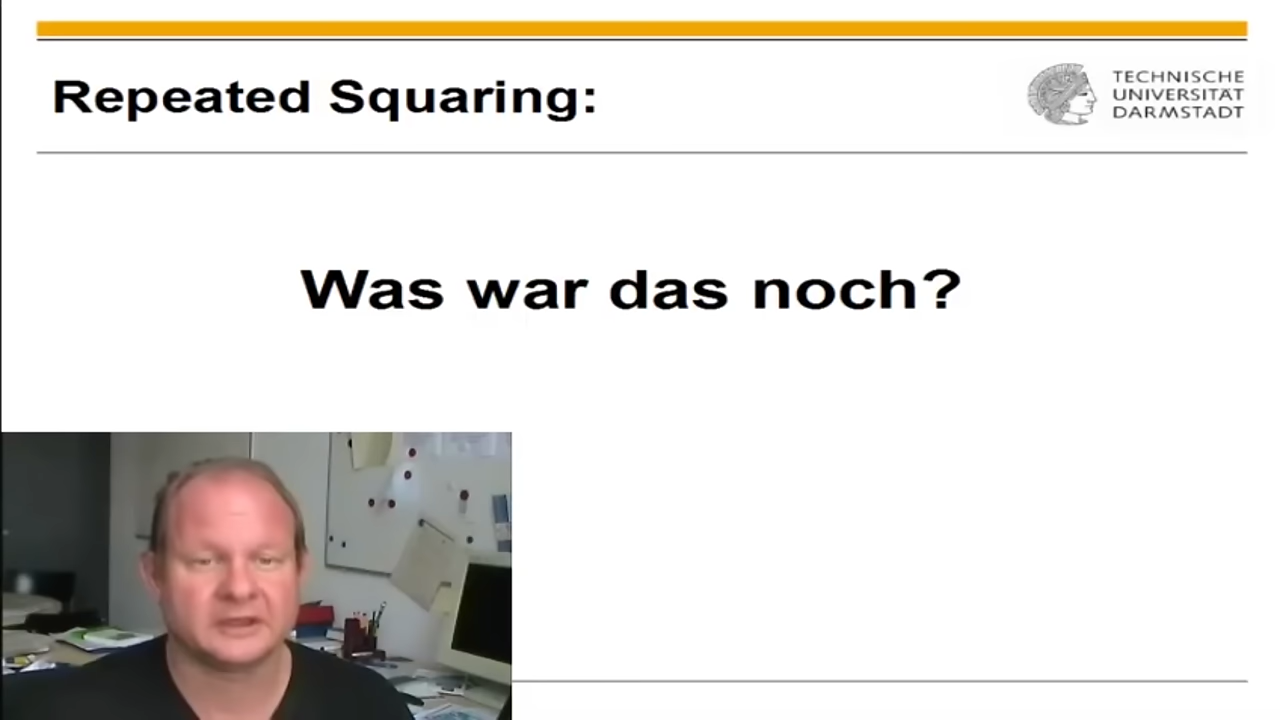 Repeated Squaring:
TECHNISCHE
UNIVERSITÄT
DARMSTADT
Was war das noch?